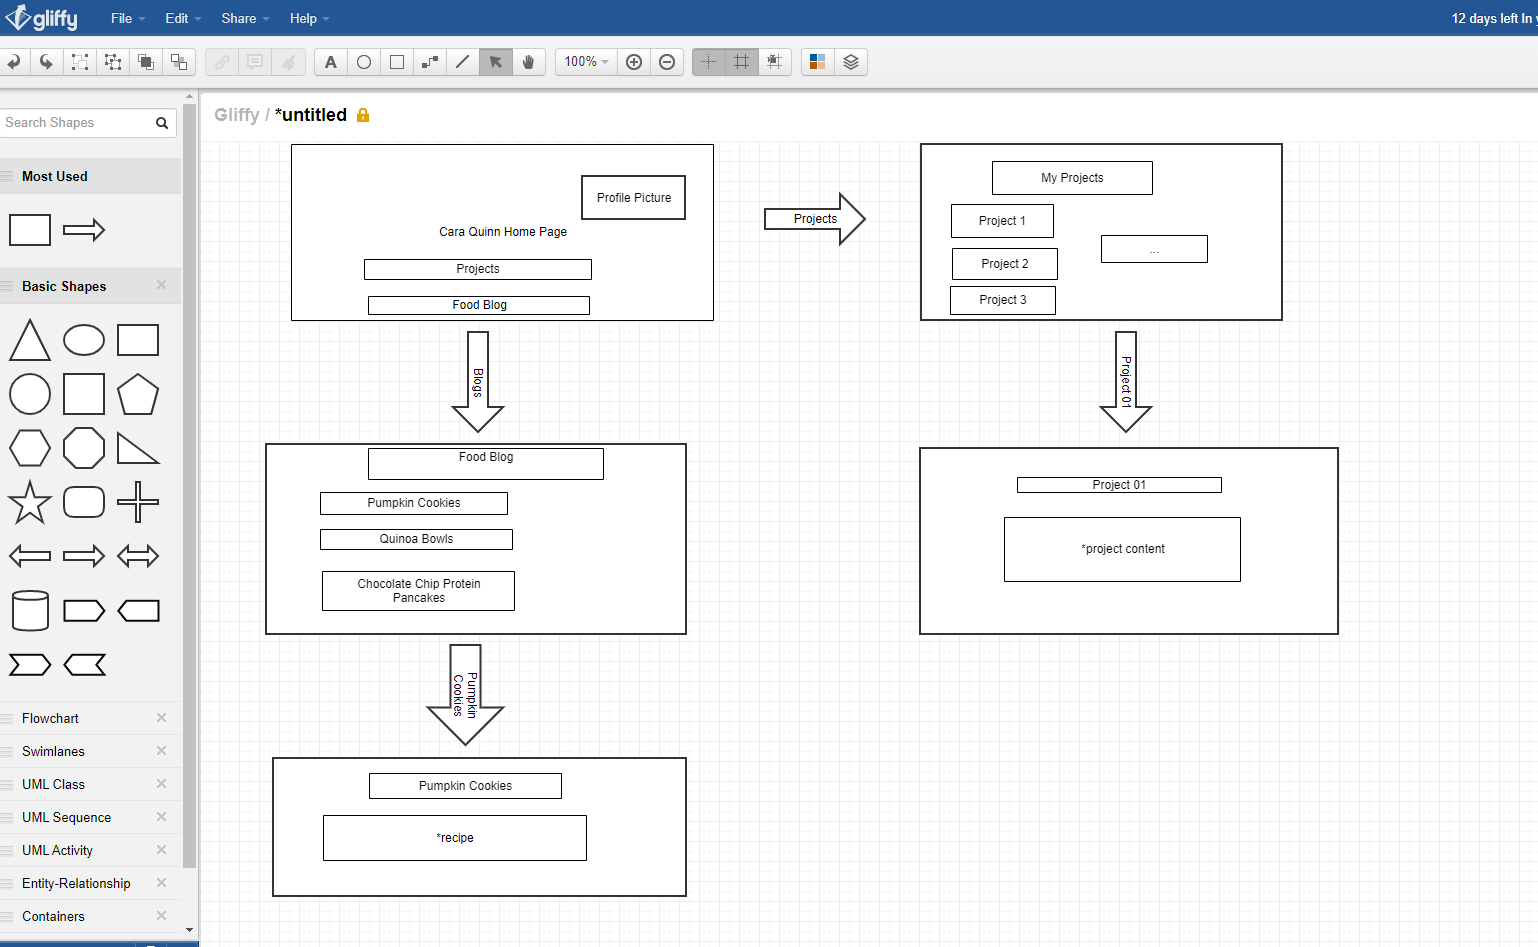 gliffy
File
Edit
Share
Help
12 days left In
A
100%
Search Shapes
Gliffy / *untitled
Most Used
Basic Shapes
Flowchart
Swimlanes
UML Class
UML Sequence
UML Activity
Entity-Relationship
Containers
Profile Picture
Cara Quinn Home Page
Projects
Food Blog
Projects
My Projects
Project 1
Project 2
Project 3
...
Blogs
Project 01
Food Blog
Pumpkin Cookies
Quinoa Bowls
Chocolate Chip Protein
Pancakes
Project 01
*project content
Pumpkin
Cookies
Pumpkin Cookies
*recipe